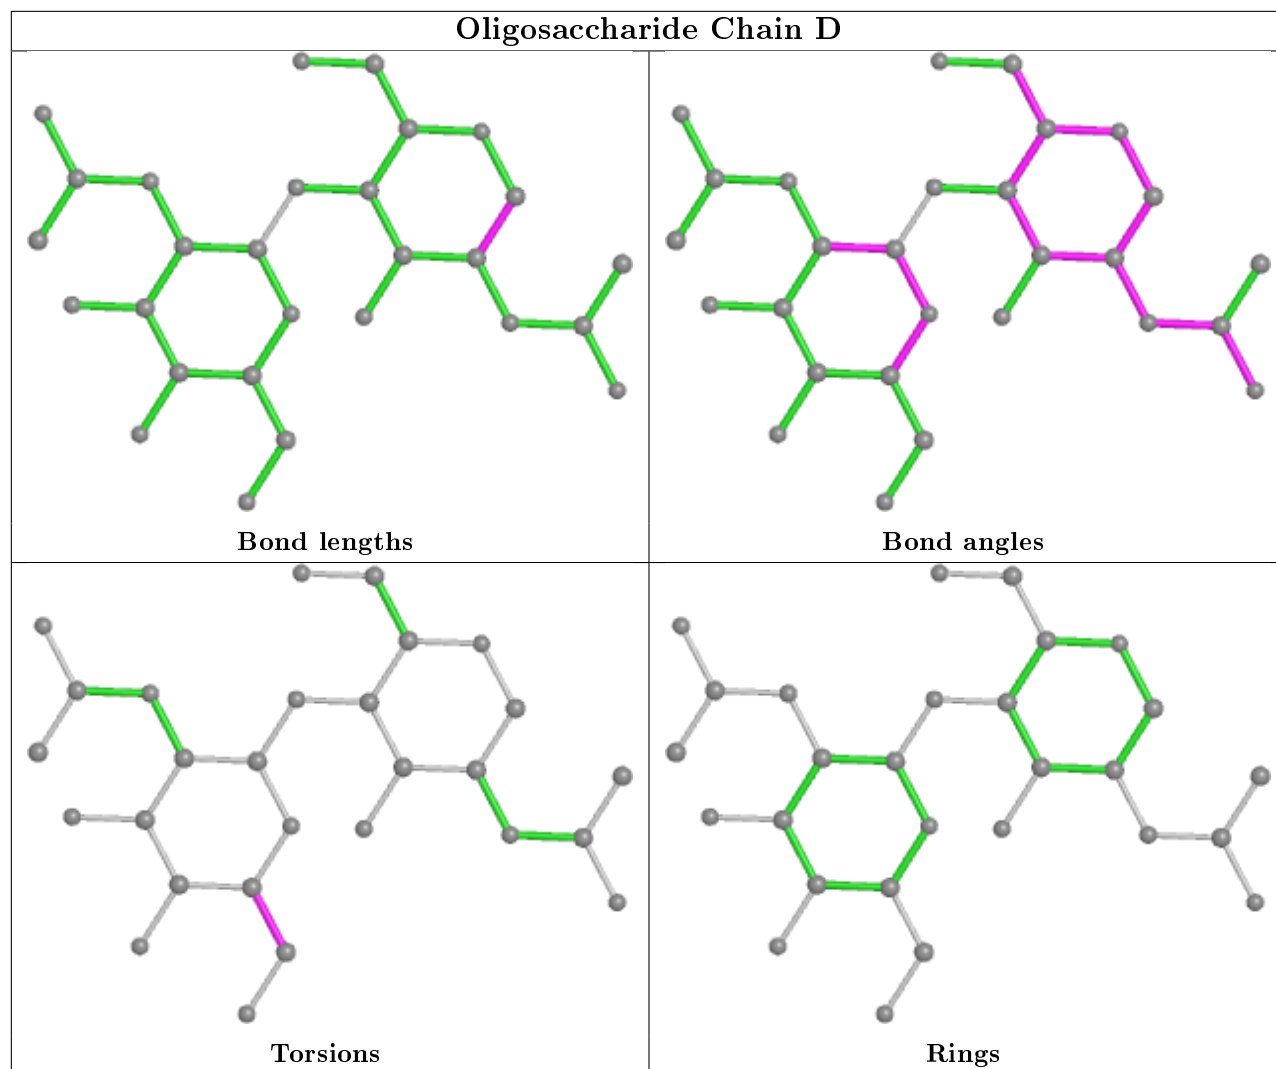 Oligosaccharide Chain D
Bond lengths
Bond angles
Torsions
Rings